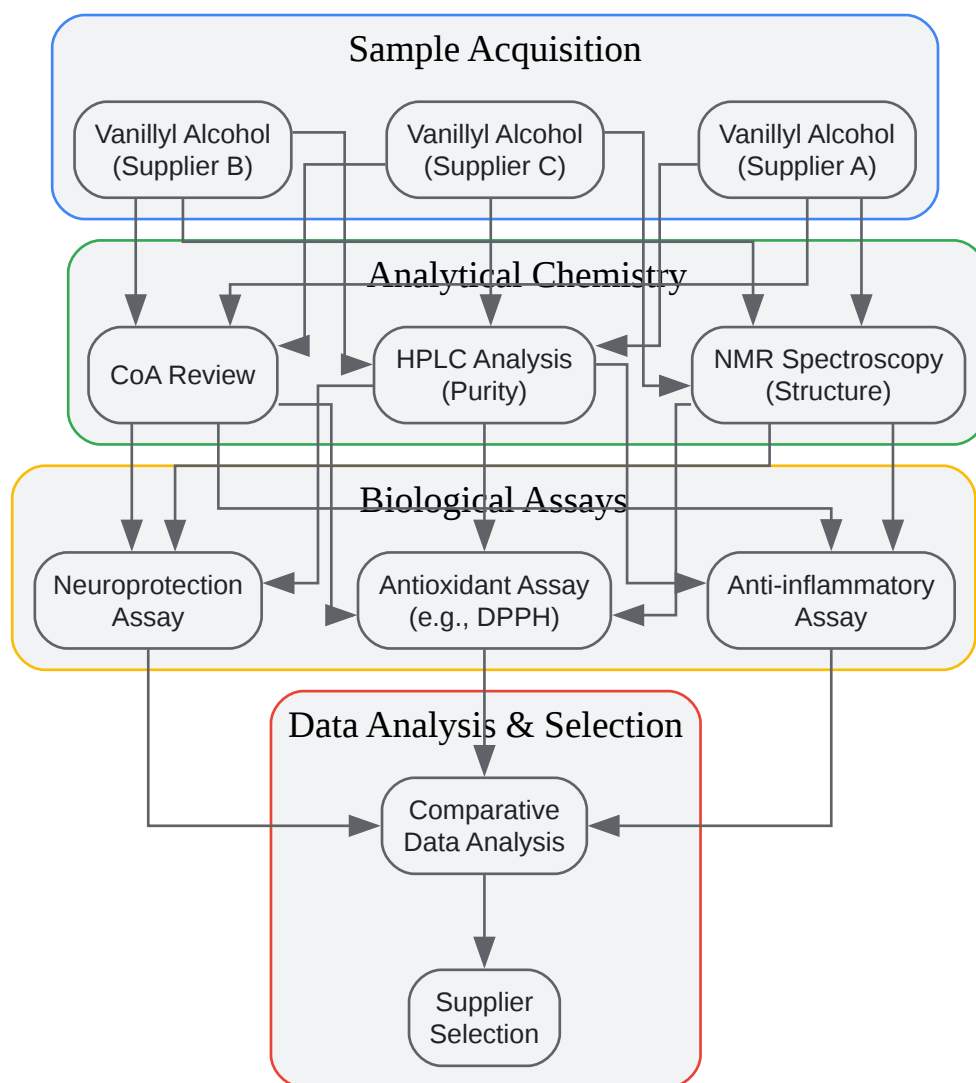 Sample Acquisition
Vanillyl Alcohol
(Supplier B)
Vanillyl Alcohol
(Supplier C)
Vanillyl Alcohol
(Supplier A)
Analytical Chemistry
CoA Review
HPLC Analysis
(Purity)
NMR Spectroscopy
(Structure)
Biological Assays
Neuroprotection
Assay
Antioxidant Assay
(e.g., DPPH)
Anti-inflammatory
Assay
Data Analysis & Selection
Comparative
Data Analysis
Supplier
Selection